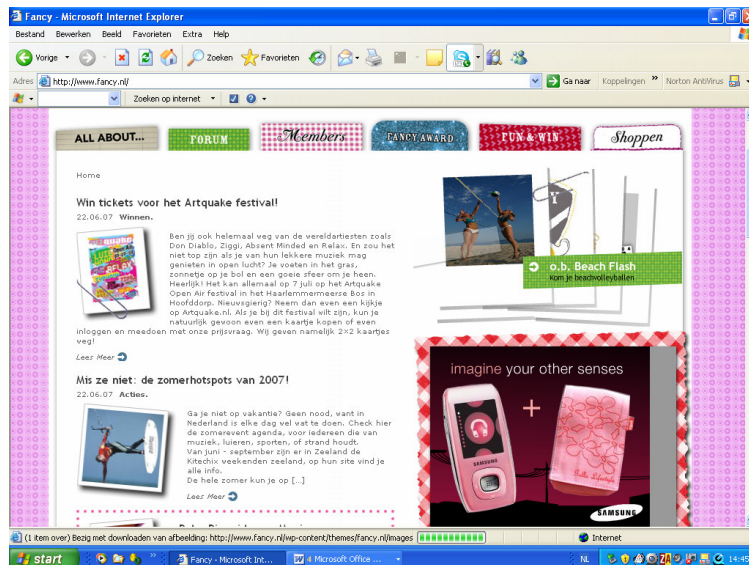 Fancy - Microsoft Internet Explorer
Bestand Bewerken Beeld Favorieten Extra Help
Vorige Zoeken Favorieten
Adres http://www.fancy.nl/ Ga naar Koppelingen » Norton AntiVirus
Zoeken op internet
ALL ABOUT... FORUM Members FANCY AWARD FUN & WIN Shoppen
Home
Win tickets voor het Artquake festival!
22.06.07 Winnen.
Ben jij ook helemaal veg van de vereldartiesten zoals
Don Diablo, Ziggi, Absent Minded en Relax. En zou het
niet top zijn als je van hun lekkere muziek mag
genieten in open lucht? Je voeten in het gras,
zonnetje op je bol en een goeie sfeer om je heen.
Heerlijk! Het kan allemaal op 7 juli op het Artquake
Open Air festival in het Haarlemmermeerse Bos in
Hoofddorp. Nieuvsgierig? Neem dan even een kijkje
op Artquake.nl. Als je bij dit festival wilt zijn, kun je
natuurlijk gevoon even een kaartje kopen of even
inloggen en meedoen met onze prijsvraag. Wij geven namelijk 2×2 kaartjes
veg!
Lees Meer
o.b. Beach Flash
Kom je beachvolleyballen
Mis ze niet: de zomerhotspots van 2007!
22.06.07 Acties.
Ga je niet op vakantie? Geen nood, want in
Nederland is elke dag vel vat te doen. Check hier
de zomerevent agenda, voor iedereen die van
muziek, luieren, sporten, of strand houdt.
Van juni - september zijn er in Zeeland de
Kitechix weekenden zeeland, op hun site vind je
alle info.
De hele zomer kun je op [...]
Lees Meer
imagine your other senses
+
SAMSUNG
SAMSUNG
(1 item over) Bezig met downloaden van afbeelding: http://www.fancy.nl/wp-content/themes/fancy.nl/images Internet
start » Fancy - Microsoft Int... 4 Microsoft Office ... NL 14:45